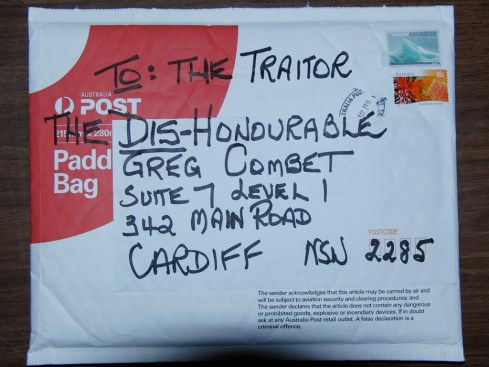 TO: THE TRAITOR
AUSTRALIA
POST
THE DIS-HONOURABLE
Padd
Bag
GREG COMBET
SUITE 7 LEVEL 1
342 MAIN ROAD
POSTCODE
CARDIFF NSW 2285
The sender acknowledges that this article may be carried by air and
will be subject to aviation security and clearing procedures; and
The sender declares that the article does not contain any dangerous
or prohibited goods, explosive or incendiary devices. If in doubt
ask at any Australia Post retail outlet. A false declaration is a
criminal offence.